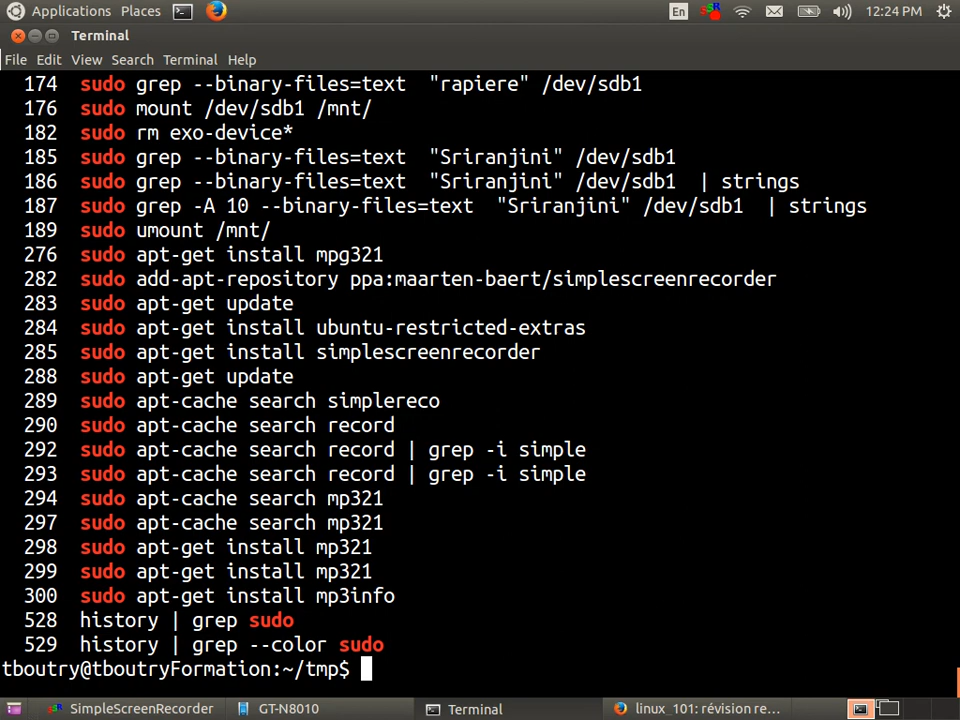 Applications Places En 12:24 PM
Terminal
File Edit View Search Terminal Help
174 sudo grep --binary-files=text "rapiere" /dev/sdb1
176 sudo mount /dev/sdb1 /mnt/
182 sudo rm exo-device*
185 sudo grep --binary-files=text "Sriranjini" /dev/sdb1
186 sudo grep --binary-files=text "Sriranjini" /dev/sdb1 | strings
187 sudo grep -A 10 --binary-files=text "Sriranjini" /dev/sdb1 | strings
189 sudo umount /mnt/
276 sudo apt-get install mpg321
282 sudo add-apt-repository ppa:maarten-baert/simplescreenrecorder
283 sudo apt-get update
284 sudo apt-get install ubuntu-restricted-extras
285 sudo apt-get install simplescreenrecorder
288 sudo apt-get update
289 sudo apt-cache search simplereco
290 sudo apt-cache search record
292 sudo apt-cache search record | grep -i simple
293 sudo apt-cache search record | grep -i simple
294 sudo apt-cache search mp321
297 sudo apt-cache search mp321
298 sudo apt-get install mp321
299 sudo apt-get install mp321
300 sudo apt-get install mp3info
528 history | grep sudo
529 history | grep --color sudo
tboutry@tboutryFormation:~/tmp$
SimpleScreenRecorder GT-N8010 Terminal linux_101: révision re...